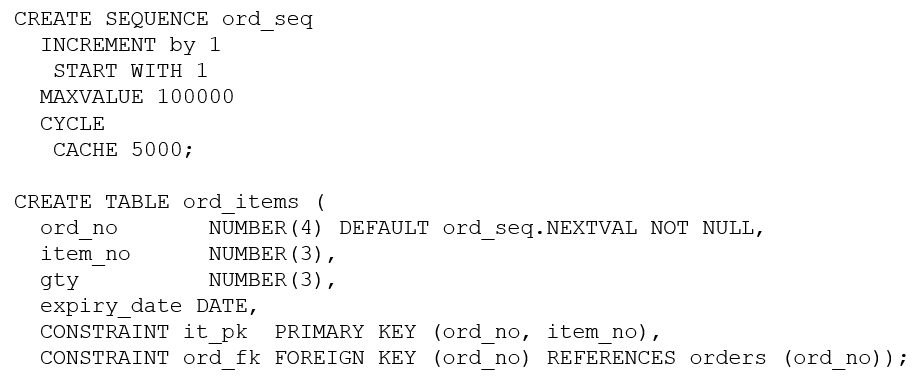 CREATE SEQUENCE ord_seq
INCREMENT by 1
START WITH 1
MAXVALUE 100000
CYCLE
CACHE 5000;
CREATE TABLE ord_items (
ord_no NUMBER(4) DEFAULT ord_seq.NEXTVAL NOT NULL,
item_no NUMBER(3),
gty NUMBER(3),
expiry_date DATE,
CONSTRAINT it_pk PRIMARY KEY (ord_no, item_no),
CONSTRAINT ord_fk FOREIGN KEY (ord_no) REFERENCES orders (ord_no));